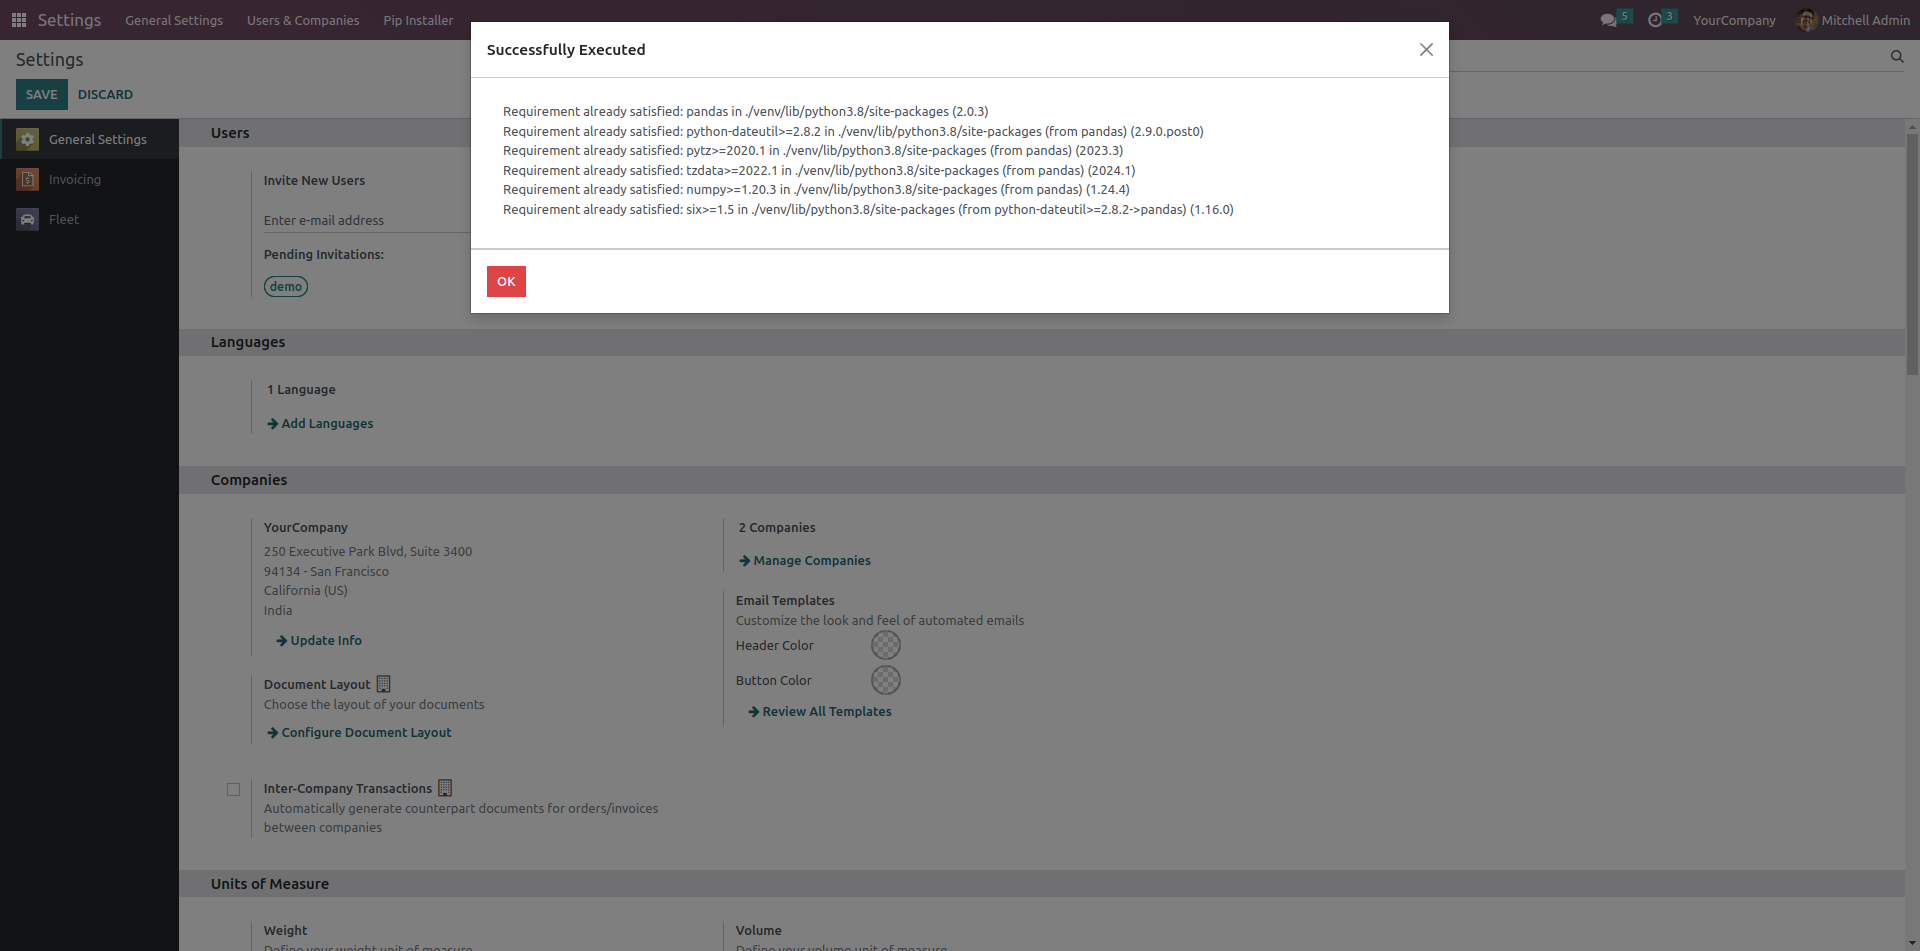 Settings
General Settings
Users & Companies
Pip Installer
5
3
YourCompany
Mitchell Admin
Settings
SAVE
DISCARD
Successfully Executed
Requirement already satisfied: pandas in ./venv/lib/python3.8/site-packages (2.0.3)
Requirement already satisfied: python-dateutil>=2.8.2 in ./venv/lib/python3.8/site-packages (from pandas) (2.9.0.post0)
Requirement already satisfied: pytz>=2020.1 in ./venv/lib/python3.8/site-packages (from pandas) (2023.3)
Requirement already satisfied: tzdata>=2022.1 in ./venv/lib/python3.8/site-packages (from pandas) (2024.1)
Requirement already satisfied: numpy>=1.20.3 in ./venv/lib/python3.8/site-packages (from pandas) (1.24.4)
Requirement already satisfied: six>=1.5 in ./venv/lib/python3.8/site-packages (from python-dateutil>=2.8.2->pandas) (1.16.0)
OK
General Settings
Invoicing
Fleet
Users
Invite New Users
Enter e-mail address
Pending Invitations:
demo
Languages
1 Language
Add Languages
Companies
YourCompany
250 Executive Park Blvd, Suite 3400
94134 - San Francisco
California (US)
India
Update Info
2 Companies
Manage Companies
Email Templates
Customize the look and feel of automated emails
Header Color
Button Color
Review All Templates
Document Layout
Choose the layout of your documents
Configure Document Layout
Inter-Company Transactions
Automatically generate counterpart documents for orders/invoices
between companies
Units of Measure
Weight
Define your weight unit of measure
Volume
Define your volume unit of measure